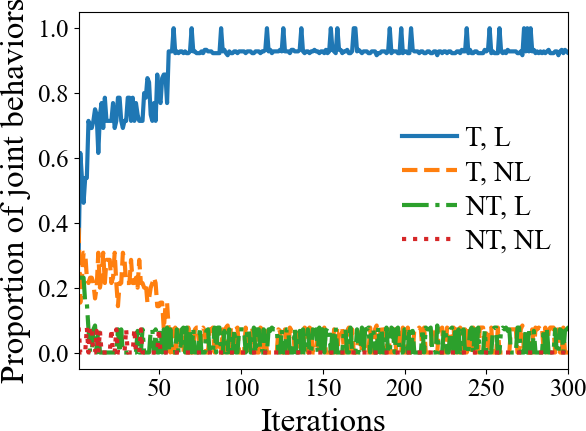 Proportion of joint behaviors
1.0
0.8
0.6
0.4
0.2
0.0
T, L
T, NL
NT, L
NT, NL
50 100 150 200 250 300
Iterations